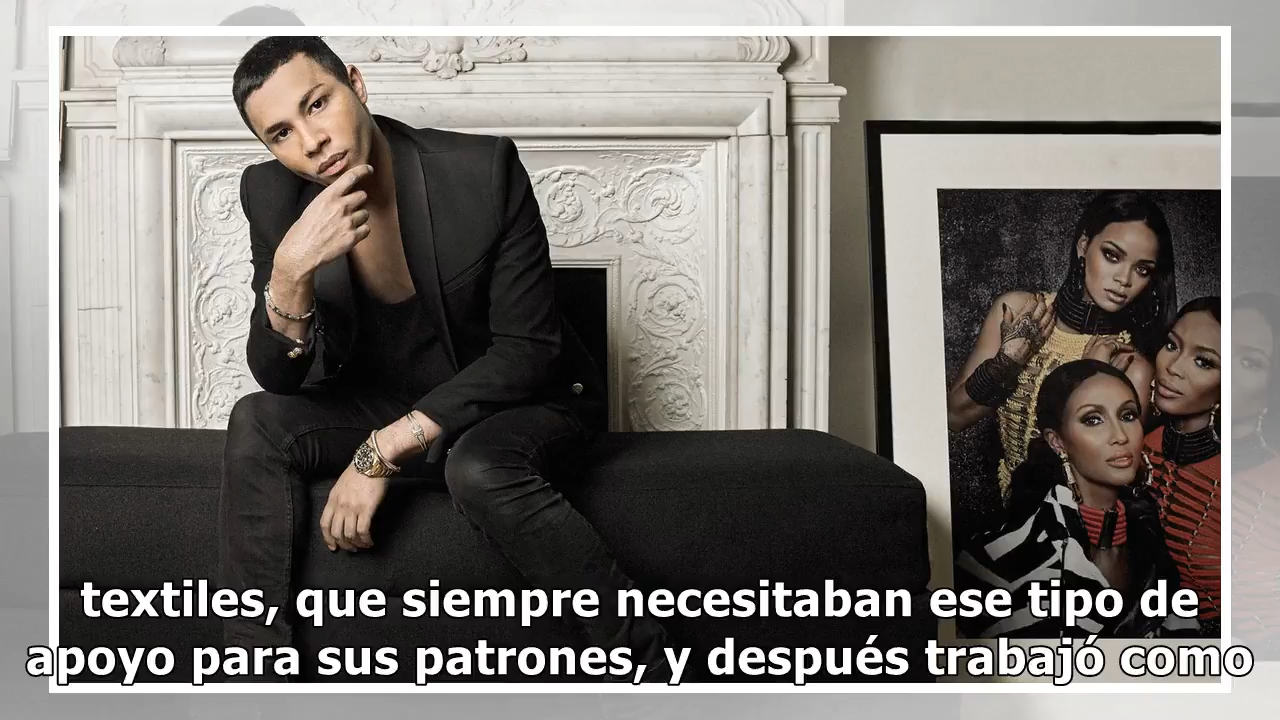 textiles, que siempre necesitaban ese tipo de
apoyo para sus patrones, y después trabajó como